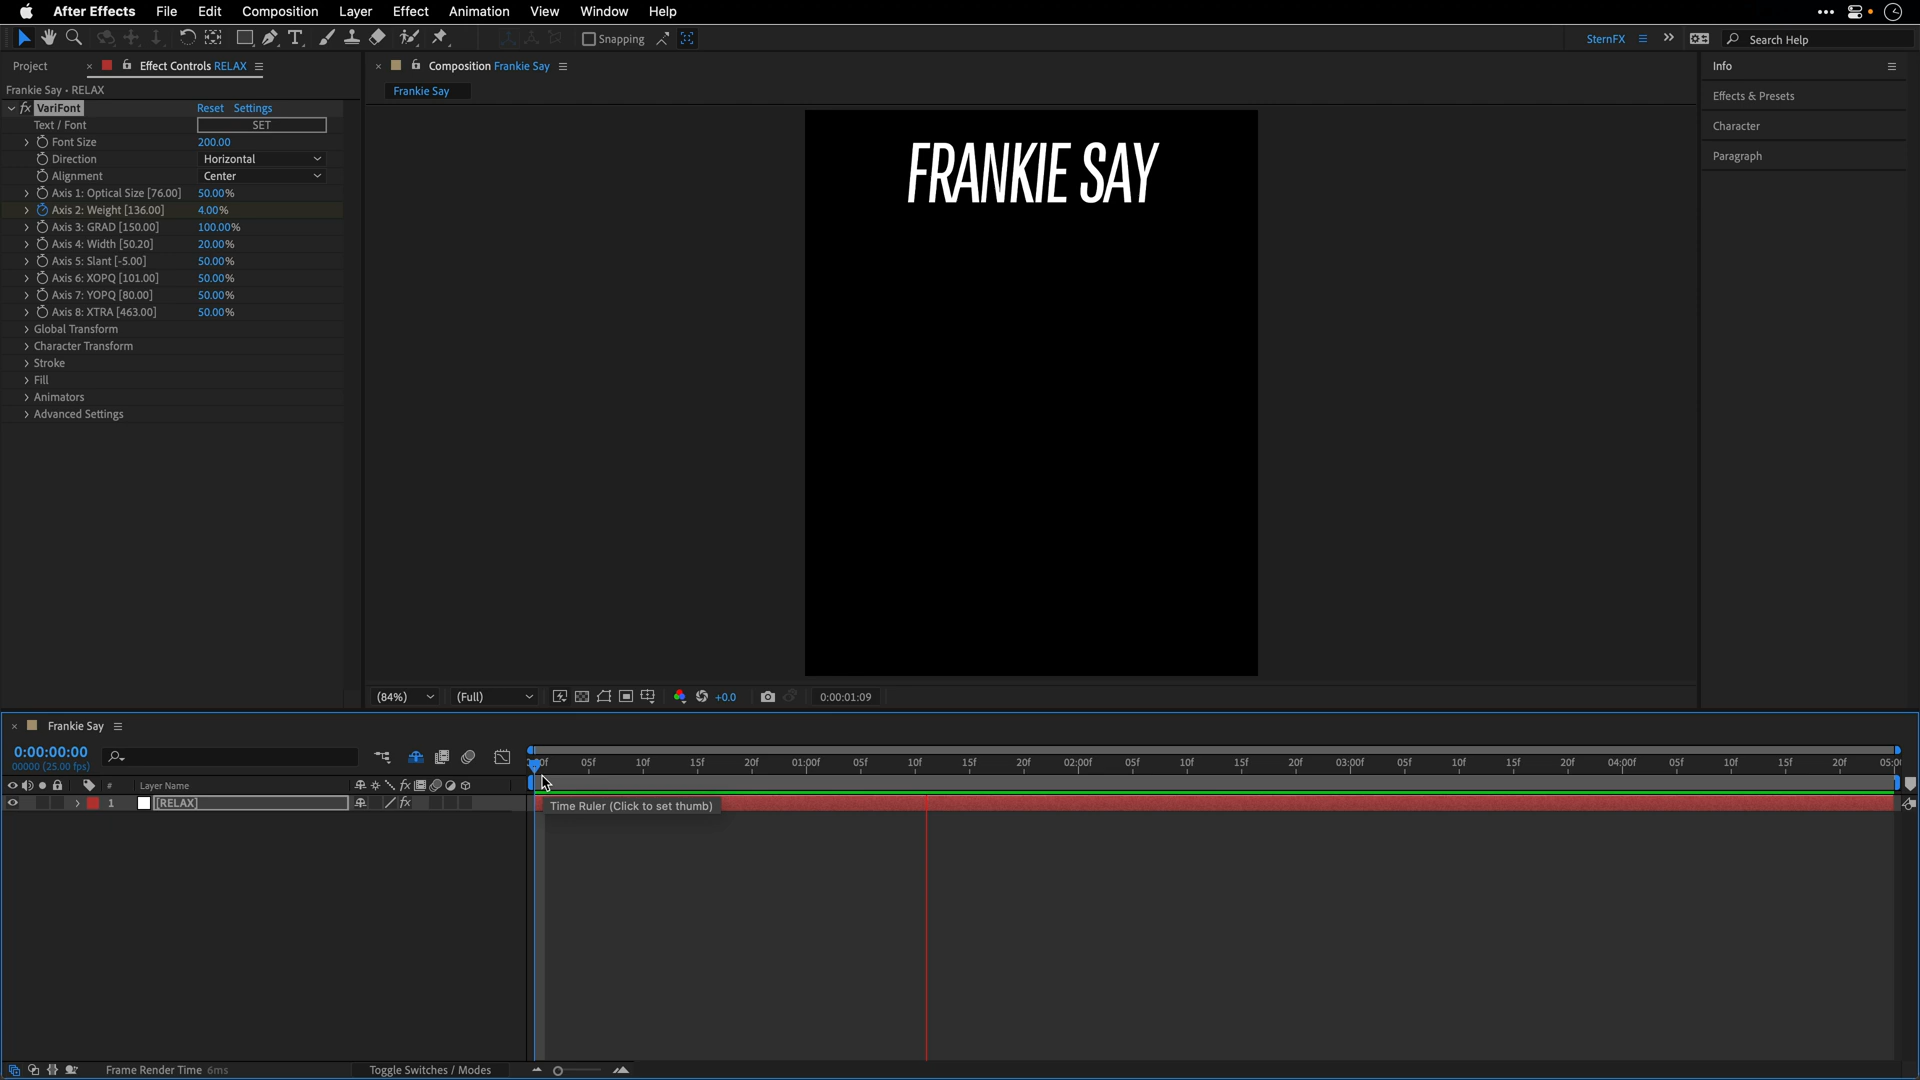 After Effects File Edit Composition Layer Effect Animation View Window Help
Snapping
SternFX
Search Help
Project
Effect Controls RELAX
Frankie Say • RELAX
fx VariFont Reset Settings
Text / Font SET
Font Size 200.00
Direction Horizontal
Alignment Center
Axis 1: Optical Size [76.00] 50.00%
Axis 2: Weight [136.00] 4.00%
Axis 3: GRAD [150.00] 100.00%
Axis 4: Width [50.20] 20.00%
Axis 5: Slant [-5.00] 50.00%
Axis 6: XOPQ [101.00] 50.00%
Axis 7: YOPQ [80.00] 50.00%
Axis 8: XTRA [463.00] 50.00%
Global Transform
Character Transform
Stroke
Fill
Animators
Advanced Settings
Composition Frankie Say
Frankie Say
FRANKIE SAY
(84%) (Full) +0.0 0:00:01:09
Info
Effects & Presets
Character
Paragraph
Frankie Say
0:00:00:00
00000 (25.00 fps)
05f 10f 15f 20f 01:00f 05f 10f 15f 20f 02:00f 05f 10f 15f 20f 03:00f 05f 10f 15f 20f 04:00f 05f 10f 15f 20f 05:0
# Layer Name fx
1 [RELAX] fx
Time Ruler (Click to set thumb)
Frame Render Time 6ms
Toggle Switches / Modes